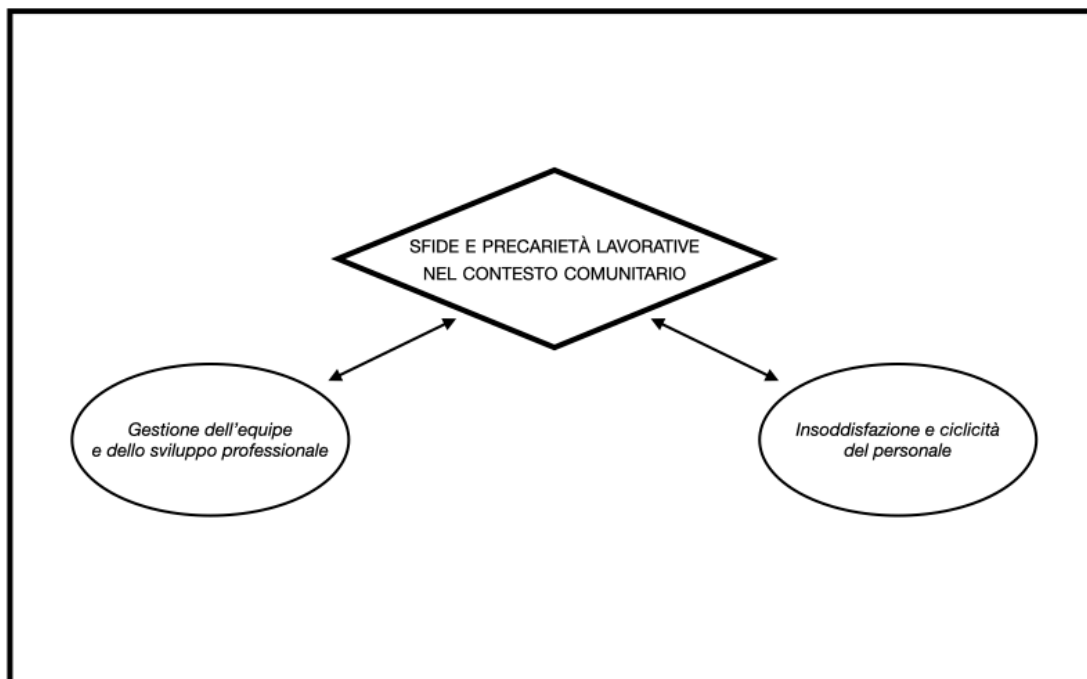 SFIDE E PRECARIETÀ LAVORATIVE
NEL CONTESTO COMUNITARIO
Gestione dell'equipe
e dello sviluppo professionale
Insoddisfazione e ciclicità
del personale